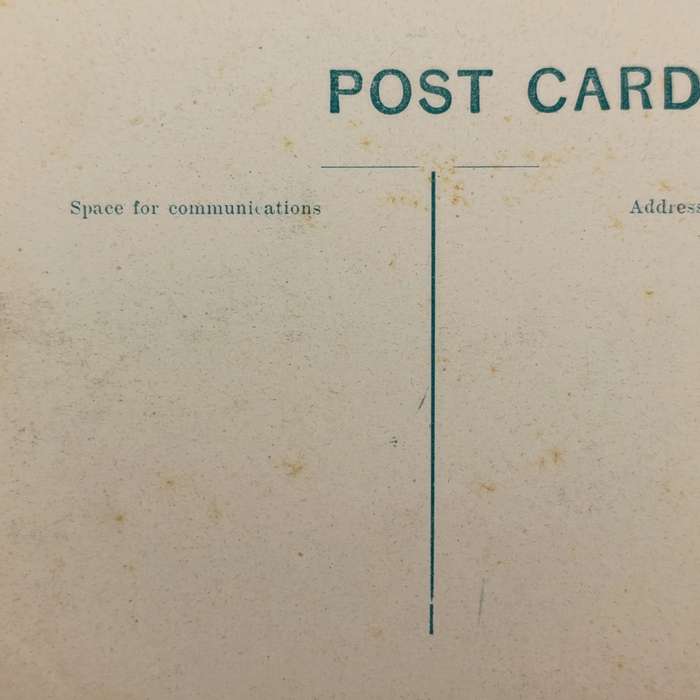 POST CARD
Space for communications
Address